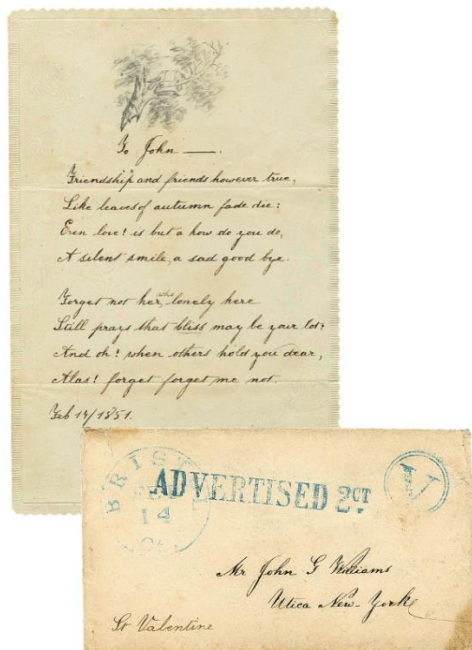 To John —.
Friendship and friends however true,
Like leaves of autumn fade die:
Even love! is but a how do you do,
A silent smile, a sad good bye.
Forget not her, that lonely here
Still prays that bliss may be your lot?
And oh! when others hold you dear,
Alas! forget forget me not.
Feb 14/1851.
BRIST
14
ADVERTISED 2CT
V
Mr John G Williams
Utica New-York
St Valentine